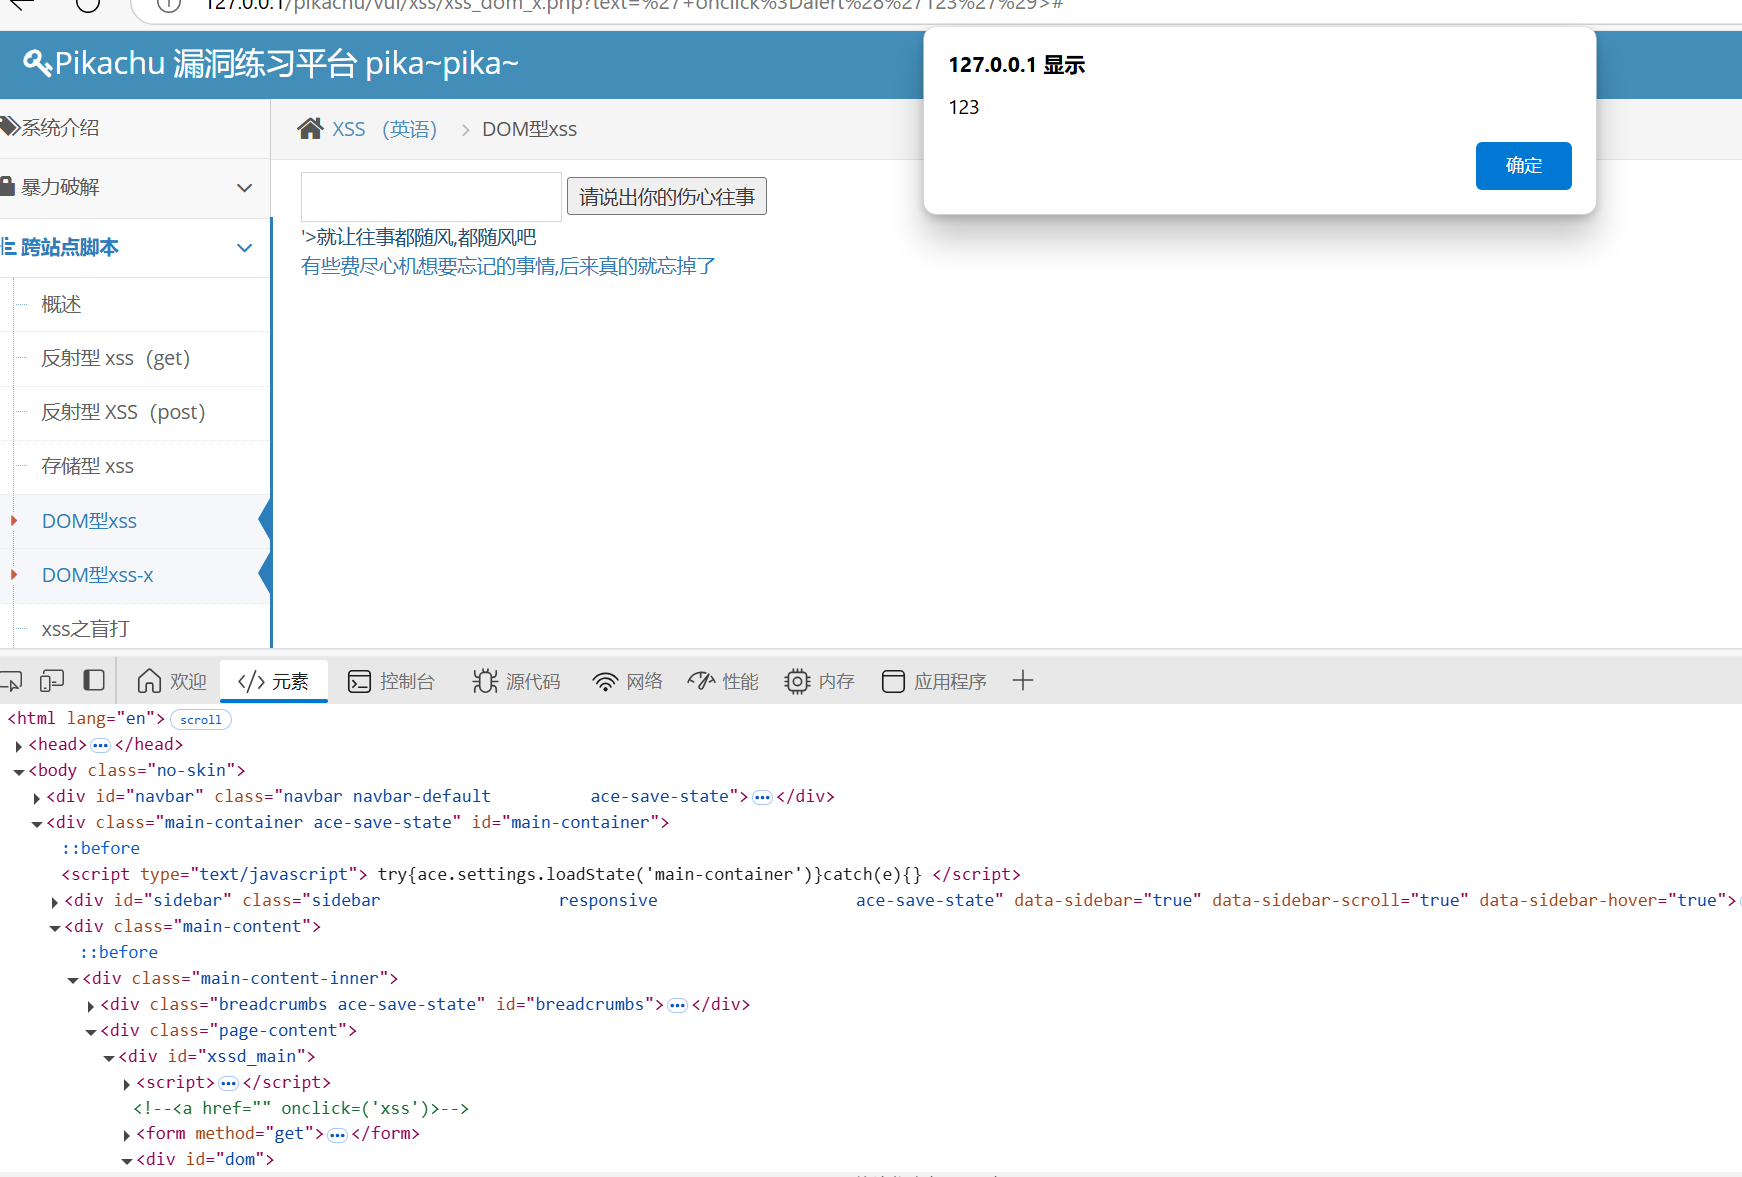 127.0.0.1/pikachu/vul/xss/xss_dom_x.php?text=%27+onclick%3Dalert%28%27123%27%29>#
Pikachu 漏洞练习平台 pika~pika~
127.0.0.1 显示
123
确定
系统介绍
暴力破解
跨站点脚本
概述
反射型 xss（get）
反射型 XSS（post）
存储型 xss
DOM型xss
DOM型xss-x
xss之盲打
XSS （英语） > DOM型xss
请说出你的伤心往事
'>就让往事都随风,都随风吧
有些费尽心机想要忘记的事情,后来真的就忘掉了
欢迎 </> 元素 控制台 源代码 网络 性能 内存 应用程序
<html lang="en"> scroll
<head>•••</head>
<body class="no-skin">
<div id="navbar" class="navbar navbar-default ace-save-state">•••</div>
<div class="main-container ace-save-state" id="main-container">
::before
<script type="text/javascript"> try{ace.settings.loadState('main-container')}catch(e){} </script>
<div id="sidebar" class="sidebar responsive ace-save-state" data-sidebar="true" data-sidebar-scroll="true" data-sidebar-hover="true">
<div class="main-content">
::before
<div class="main-content-inner">
<div class="breadcrumbs ace-save-state" id="breadcrumbs">•••</div>
<div class="page-content">
<div id="xssd_main">
<script>•••</script>
<!--<a href="" onclick=('xss')>-->
<form method="get">•••</form>
<div id="dom">